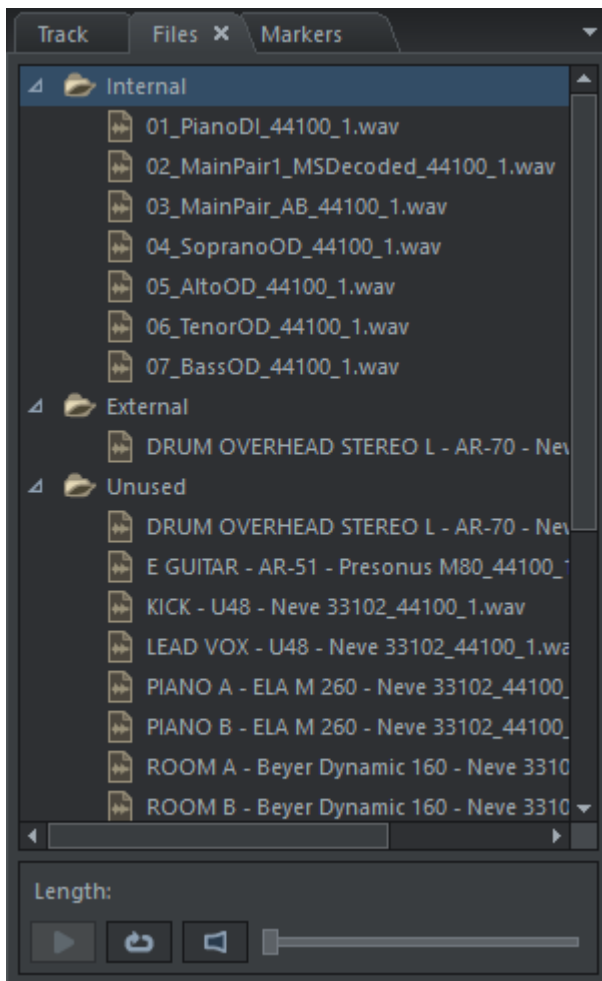 Track Files Markers
Internal
01_PianoDI_44100_1.wav
02_MainPair1_MSDecoded_44100_1.wav
03_MainPair_AB_44100_1.wav
04_SopranoOD_44100_1.wav
05_AltoOD_44100_1.wav
06_TenorOD_44100_1.wav
07_BassOD_44100_1.wav
External
DRUM OVERHEAD STEREO L - AR-70 - Nev
Unused
DRUM OVERHEAD STEREO L - AR-70 - Nev
E GUITAR - AR-51 - Presonus M80_44100_1
KICK - U48 - Neve 33102_44100_1.wav
LEAD VOX - U48 - Neve 33102_44100_1.wa
PIANO A - ELA M 260 - Neve 33102_44100_
PIANO B - ELA M 260 - Neve 33102_44100_
ROOM A - Beyer Dynamic 160 - Neve 3310
ROOM B - Beyer Dynamic 160 - Neve 3310
Length: